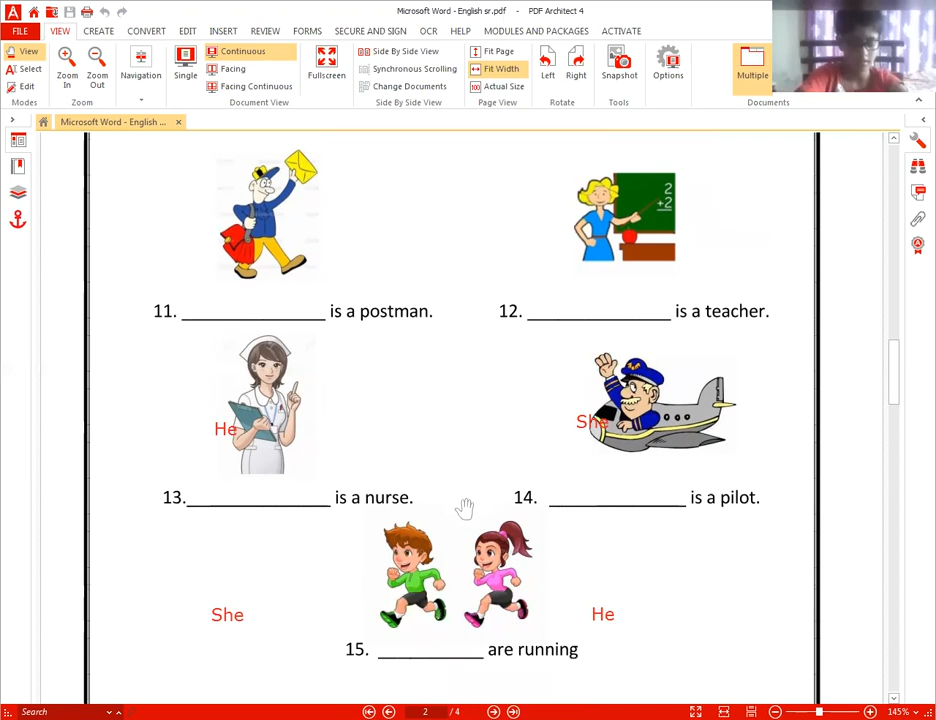 Microsoft Word - English sr.pdf - PDF Architect 4
FILE VIEW CREATE CONVERT EDIT INSERT REVIEW FORMS SECURE AND SIGN OCR HELP MODULES AND PACKAGES ACTIVATE
View Continuous Side By Side View Fit Page
Select Facing Synchronous Scrolling Fit Width
Edit Facing Continuous Change Documents 100 Actual Size
Zoom In Zoom Out Navigation Single Fullscreen Left Right Snapshot Options Multiple
Modes Zoom Document View Side By Side View Page View Rotate Tools Documents
Microsoft Word - English ...
2
+2
11. _______________ is a postman. 12. _______________ is a teacher.
He She
13._______________ is a nurse. 14. _______________ is a pilot.
She He
15. ___________ are running
Search 2 / 4 145%